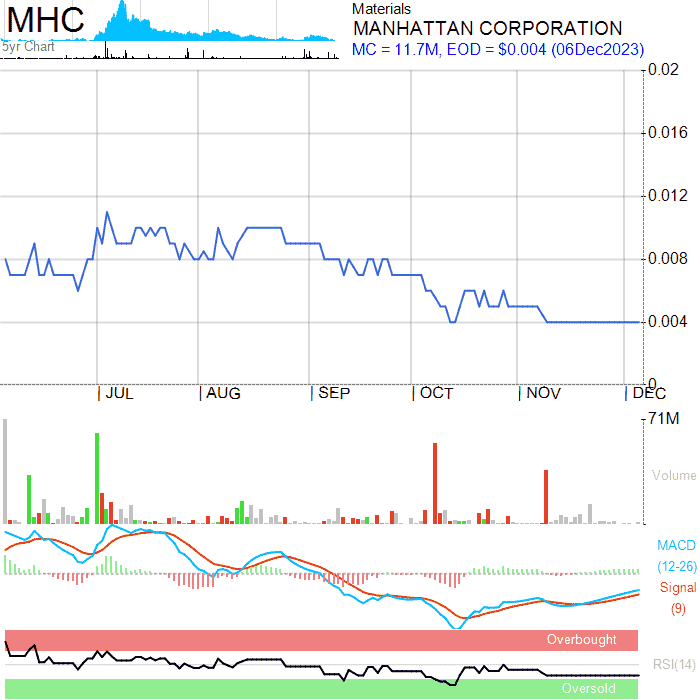 MHC
5yr Chart
Materials
MANHATTAN CORPORATION
MC = 11.7M, EOD = $0.004 (06Dec2023)
0.02
0.016
0.012
0.008
0.004
0
JUL
AUG
SEP
OCT
NOV
DEC
71M
Volume
MACD
(12-26)
Signal
(9)
Overbought
RSI(14)
Oversold